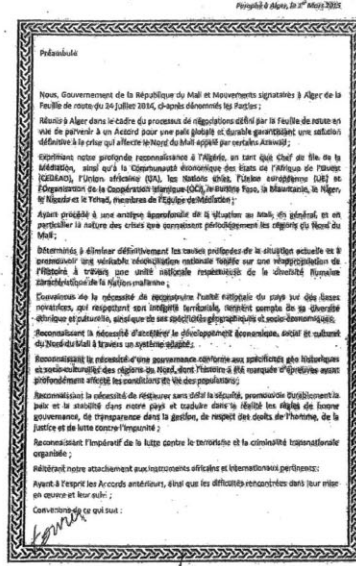 Paraphé à Alger, le 1er Mars 2015
Préambule
Nous, Gouvernement de la République du Mali et Mouvements signataires à Alger de la
Feuille de route du 24 juillet 2014, ci-après dénommés les Parties ;
Réunis à Alger dans le cadre du processus de négociations défini par la Feuille de route en
vue de parvenir à un Accord pour une paix globale et durable garantissant une solution
définitive à la crise qui affecte le Nord du Mali appelé par certains Azawad ;
Exprimant notre profonde reconnaissance à l'Algérie, en tant que Chef de file de la
Médiation, ainsi qu'à la Communauté économique des Etats de l'Afrique de l'Ouest
(CEDEAO), l'Union africaine (UA), les Nations unies, l'Union européenne (UE) et
l'Organisation de la Coopération islamique (OCI), le Burkina Faso, la Mauritanie, le Niger,
le Nigeria et le Tchad, membres de l'Equipe de Médiation ;
Ayant procédé à une analyse approfondie de la situation au Mali, en général, et en
particulier la nature des crises que connaissent périodiquement les régions du Nord du
Mali ;
Déterminés à éliminer définitivement les causes profondes de la situation actuelle et à
promouvoir une véritable réconciliation nationale fondée sur une réappropriation de
l'Histoire à travers une unité nationale respectueuse de la diversité humaine
caractéristique de la Nation malienne ;
Convaincus de la nécessité de reconstruire l'unité nationale du pays sur des bases
novatrices, qui respectent son intégrité territoriale, tiennent compte de sa diversité
ethnique et culturelle, ainsi que de ses spécificités géographiques et socio-économiques;
Reconnaissant la nécessité d'accélérer le développement économique, social et culturel
du Nord du Mali à travers un système adapté ;
Reconnaissant la nécessité d'une gouvernance conforme aux spécificités géo historiques
et socio-culturelles des régions du Nord, dont l'histoire a été marquée d'épreuves ayant
profondément affecté les conditions de vie des populations ;
Reconnaissant la nécessité de restaurer sans délai la sécurité, promouvoir durablement la
paix et la stabilité dans notre pays et traduire dans la réalité les règles de bonne
gouvernance, de transparence dans la gestion, de respect des droits de l'homme, de la
justice et de lutte contre l'impunité ;
Reconnaissant l'impératif de la lutte contre le terrorisme et la criminalité transnationale
organisée ;
Réitérant notre attachement aux instruments africains et internationaux pertinents ;
Ayant à l'esprit les Accords antérieurs, ainsi que les difficultés rencontrées dans leur mise
en œuvre et leur suivi ;
Convenons de ce qui suit :